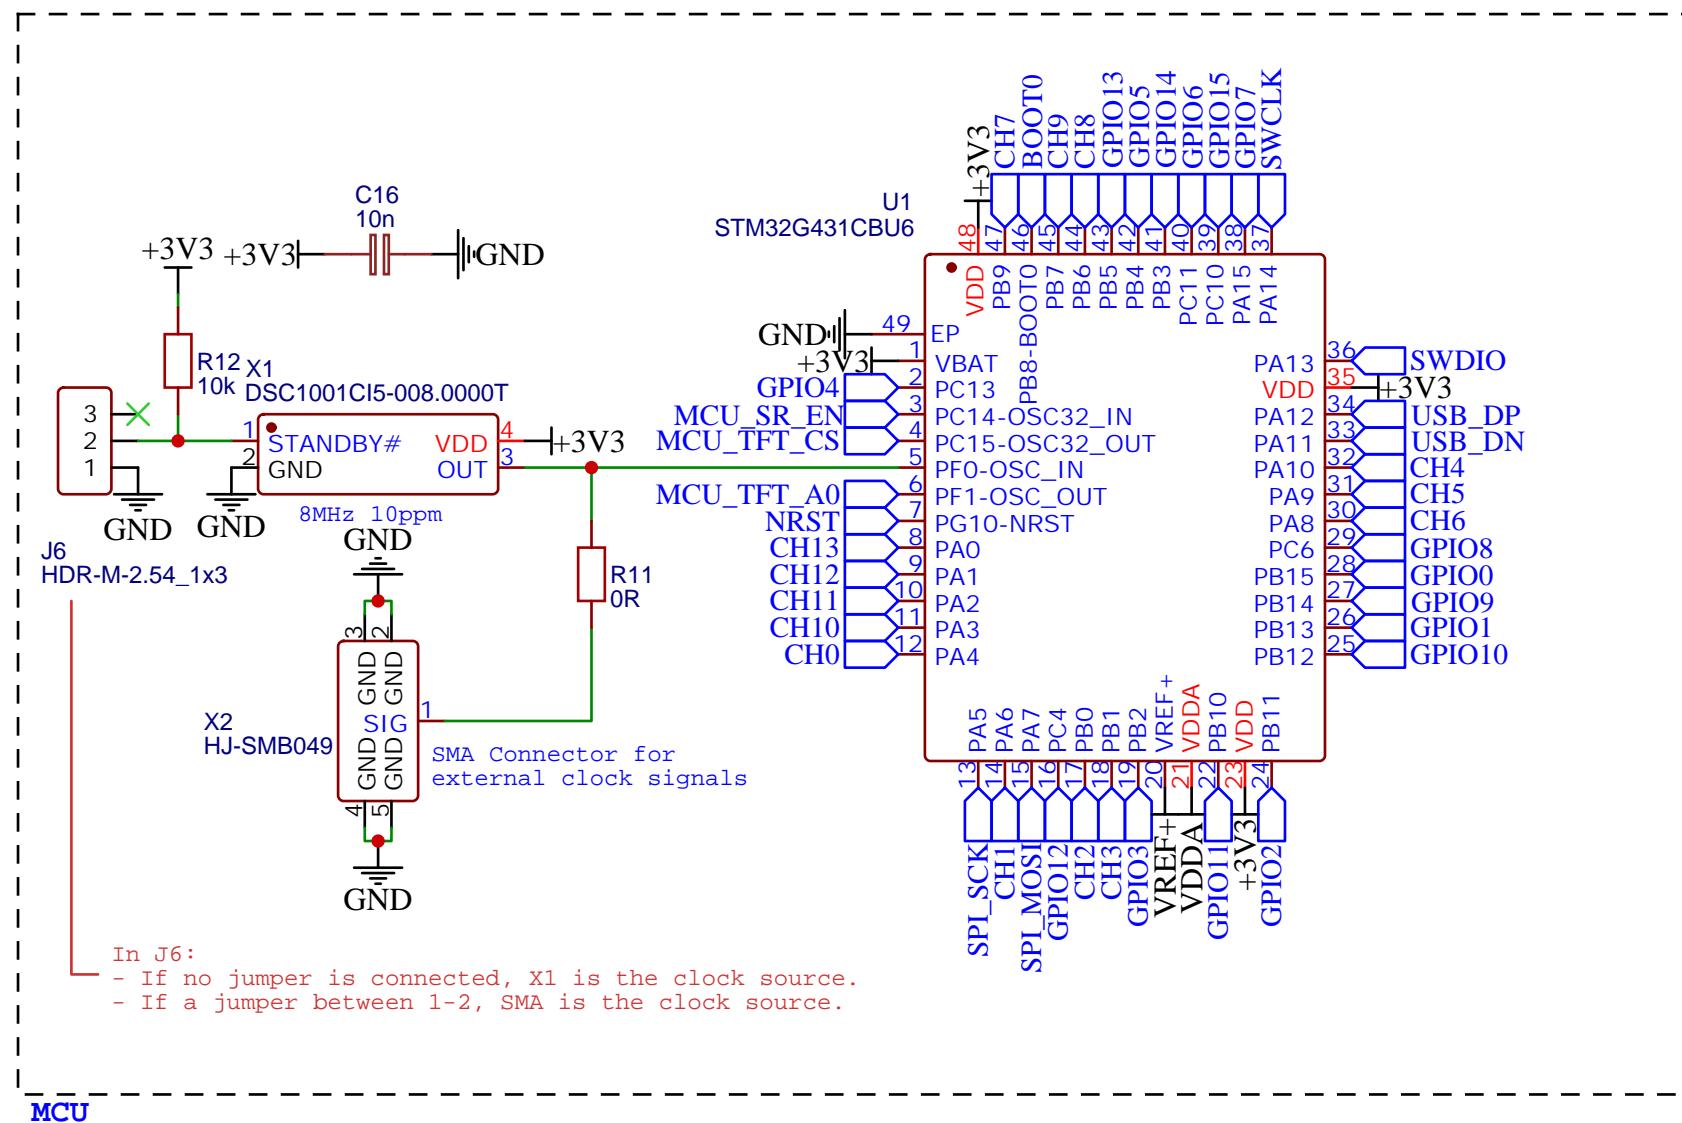 CH7
BOOT0
CH9
CH8
GPIO13
GPIO5
GPIO14
GPIO6
GPIO15
GPIO7
SWCLK
+3V3
U1
STM32G431CBU6
48
47
46
45
44
43
42
41
40
39
38
37
VDD
PB9
PB8-BOOT0
PB7
PB6
PB5
PB4
PB3
PC11
PC10
PA15
PA14
C16
10n
+3V3
+3V3
GND
R12
10k
X1
DSC1001CI5-008.0000T
3
2
1
1
STANDBY#
2
GND
VDD
4
+3V3
OUT
3
GND
GND
8MHz 10ppm
J6
HDR-M-2.54_1x3
GND
R11
0R
3
2
GND
GND
X2
HJ-SMB049
SIG
1
GND
GND
4
5
GND
SMA Connector for
external clock signals
GND
49
EP
+3V3
1
VBAT
GPIO4
2
PC13
MCU_SR_EN
3
PC14-OSC32_IN
MCU_TFT_CS
4
PC15-OSC32_OUT
5
PF0-OSC_IN
MCU_TFT_A0
6
PF1-OSC_OUT
NRST
7
PG10-NRST
CH13
8
PA0
CH12
9
PA1
CH11
10
PA2
CH10
11
PA3
CH0
12
PA4
PA13
36
SWDIO
VDD
35
+3V3
PA12
34
USB_DP
PA11
33
USB_DN
PA10
32
CH4
PA9
31
CH5
PA8
30
CH6
PC6
29
GPIO8
PB15
28
GPIO0
PB14
27
GPIO9
PB13
26
GPIO1
PB12
25
GPIO10
PA5
PA6
PA7
PC4
PB0
PB1
PB2
VREF+
VDDA
PB10
VDD
PB11
13
14
15
16
17
18
19
20
21
22
23
24
SPI_SCK
CH1
SPI_MOSI
GPIO12
CH2
CH3
GPIO3
VREF+
VDDA
GPIO11
+3V3
GPIO2
In J6:
- If no jumper is connected, X1 is the clock source.
- If a jumper between 1-2, SMA is the clock source.
MCU